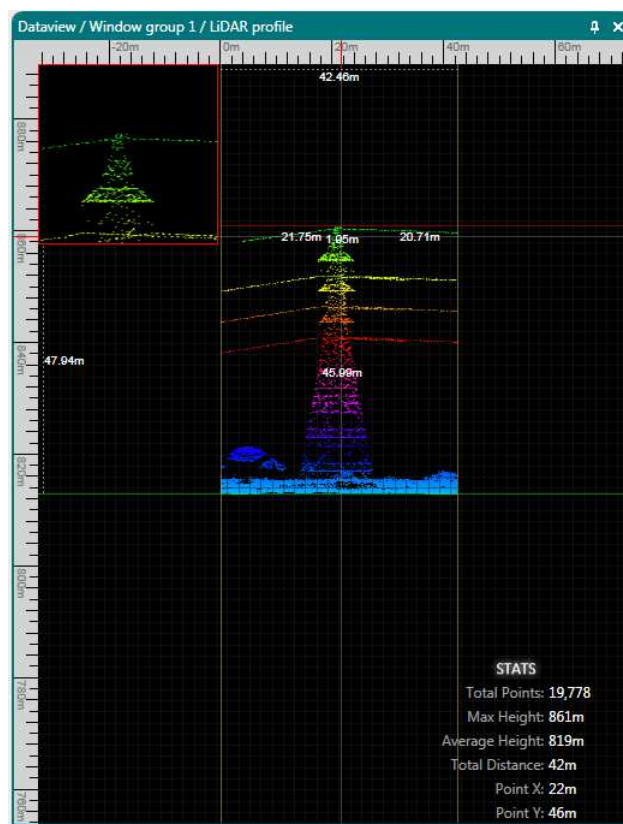 Dataview / Window group 1 / LiDAR profile
-20m 0m 20m 40m 60m
42.46m
880m
21.75m 1.95m 20.71m
860m
47.94m
840m
45.99m
820m
800m
STATS
Total Points: 19,778
780m
Max Height: 861m
Average Height: 819m
Total Distance: 42m
Point X: 22m
760m
Point Y: 46m